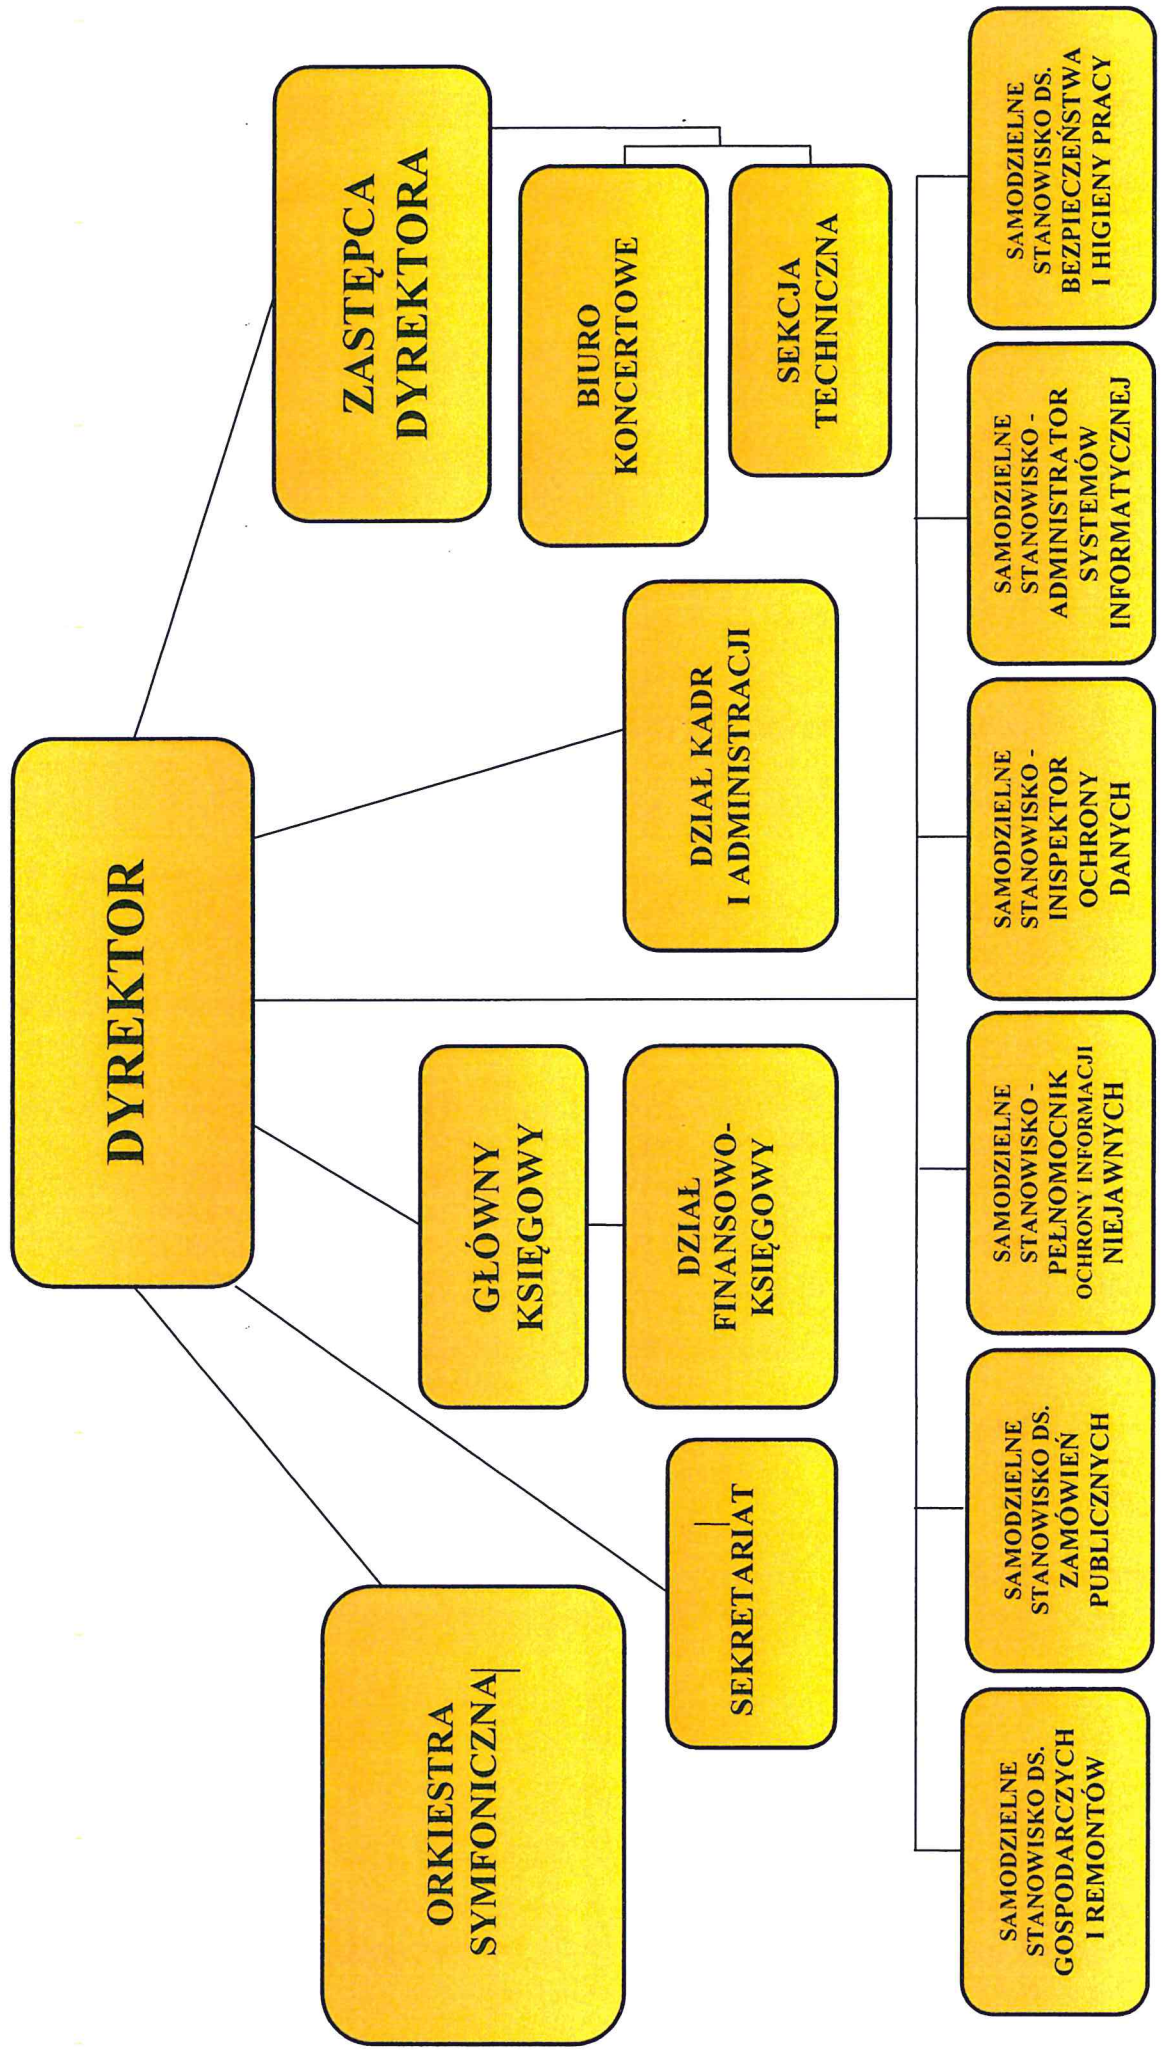 DYREKTOR
ORKIESTRA
SYMFONICZNA
SEKRETARIAT
GŁÓWNY
KSIĘGOWY
DZIAŁ
FINANSOWO-
KSIĘGOWY
DZIAŁ KADR
I ADMINISTRACJI
ZASTĘPCA
DYREKTORA
BIURO
KONCERTOWE
SEKCJA
TECHNICZNA
SAMODZIELNE
STANOWISKO DS.
GOSPODARCZYCH
I REMONTÓW
SAMODZIELNE
STANOWISKO DS.
ZAMÓWIEŃ
PUBLICZNYCH
SAMODZIELNE
STANOWISKO -
PEŁNOMOCNIK
OCHRONY INFORMACJI
NIEJAWNYCH
SAMODZIELNE
STANOWISKO -
INISPEKTOR
OCHRONY
DANYCH
SAMODZIELNE
STANOWISKO -
ADMINISTRATOR
SYSTEMÓW
INFORMATYCZNEJ
SAMODZIELNE
STANOWISKO DS.
BEZPIECZEŃSTWA
I HIGIENY PRACY